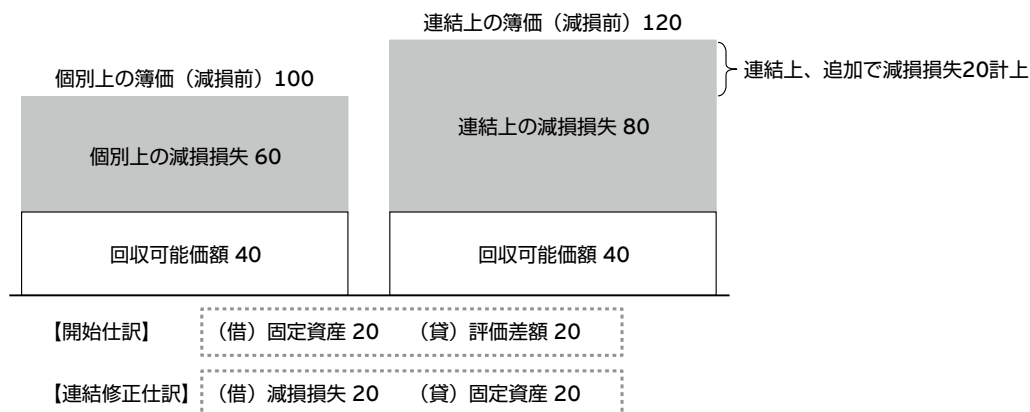 連結上の簿価（減損前）120
個別上の簿価（減損前）100
連結上、追加で減損損失20計上
連結上の減損損失 80
個別上の減損損失 60
回収可能価額 40
回収可能価額 40
【開始仕訳】 （借）固定資産 20 （貸）評価差額 20
【連結修正仕訳】 （借）減損損失 20 （貸）固定資産 20